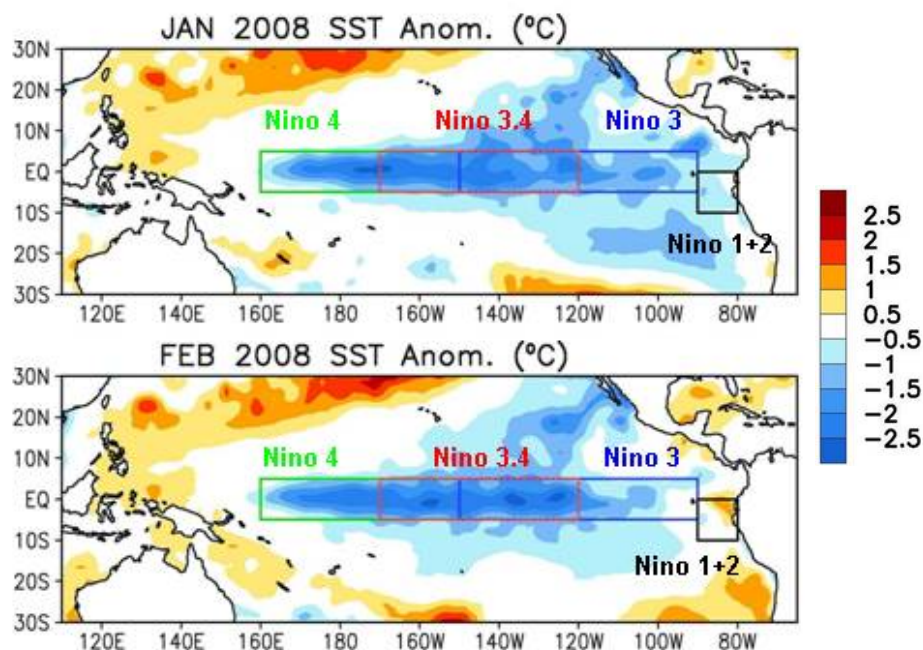 JAN 2008 SST Anom. (ºC)
30N
20N
10N
EQ
10S
20S
30S
Nino 4
Nino 3.4
Nino 3
Nino 1+2
120E 140E 160E 180 160W 140W 120W 100W 80W
FEB 2008 SST Anom. (ºC)
30N
20N
10N
EQ
10S
20S
30S
Nino 4
Nino 3.4
Nino 3
Nino 1+2
120E 140E 160E 180 160W 140W 120W 100W 80W
2.5
2
1.5
1
0.5
-0.5
-1
-1.5
-2
-2.5